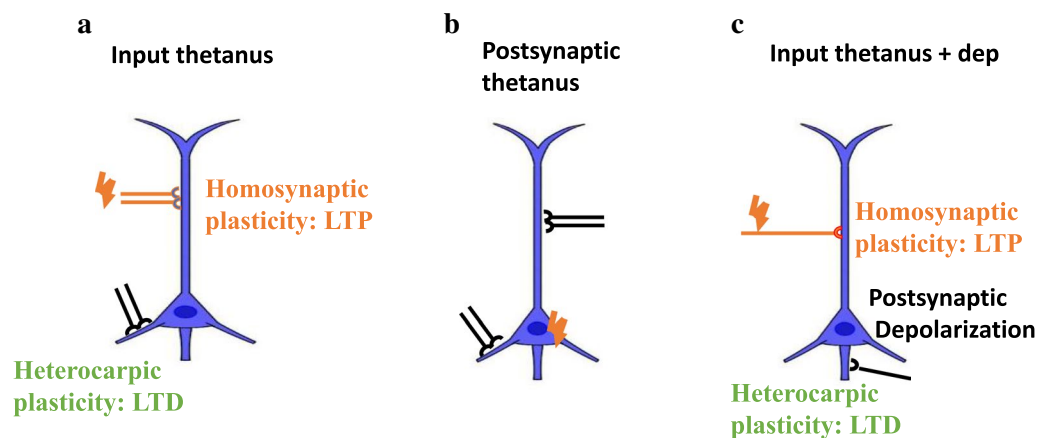 a
Input thetanus
Homosynaptic
plasticity: LTP
Heterocarpic
plasticity: LTD
b
Postsynaptic
thetanus
c
Input thetanus + dep
Homosynaptic
plasticity: LTP
Postsynaptic
Depolarization
Heterocarpic
plasticity: LTD